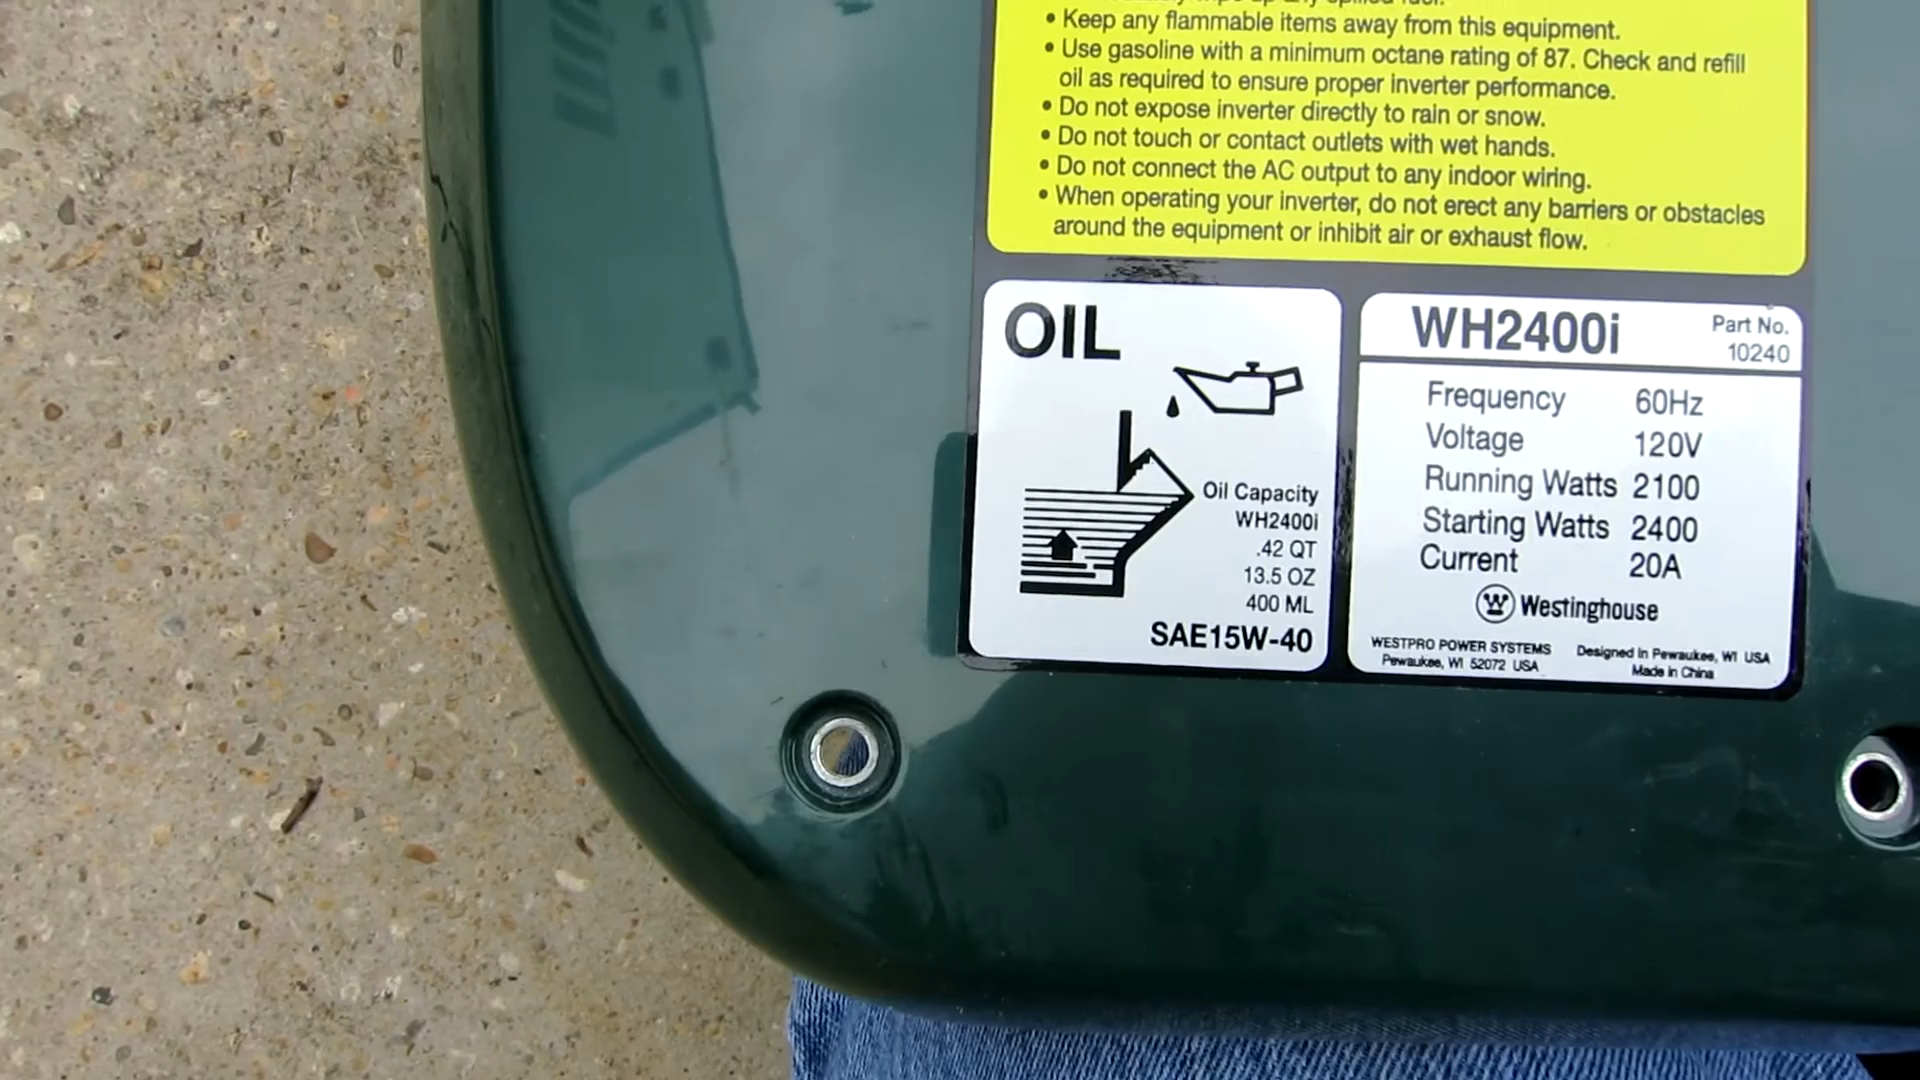 • Keep any flammable items away from this equipment.
• Use gasoline with a minimum octane rating of 87. Check and refill
oil as required to ensure proper inverter performance.
• Do not expose inverter directly to rain or snow.
• Do not touch or contact outlets with wet hands.
• Do not connect the AC output to any indoor wiring.
• When operating your inverter, do not erect any barriers or obstacles
around the equipment or inhibit air or exhaust flow.
OIL
Oil Capacity
WH2400i
.42 QT
13.5 OZ
400 ML
SAE15W-40
WH2400i
Part No.
10240
Frequency 60Hz
Voltage 120V
Running Watts 2100
Starting Watts 2400
Current 20A
W Westinghouse
WESTPRO POWER SYSTEMS
Pewaukee, WI 52072 USA
Designed in Pewaukee, WI USA
Made in China